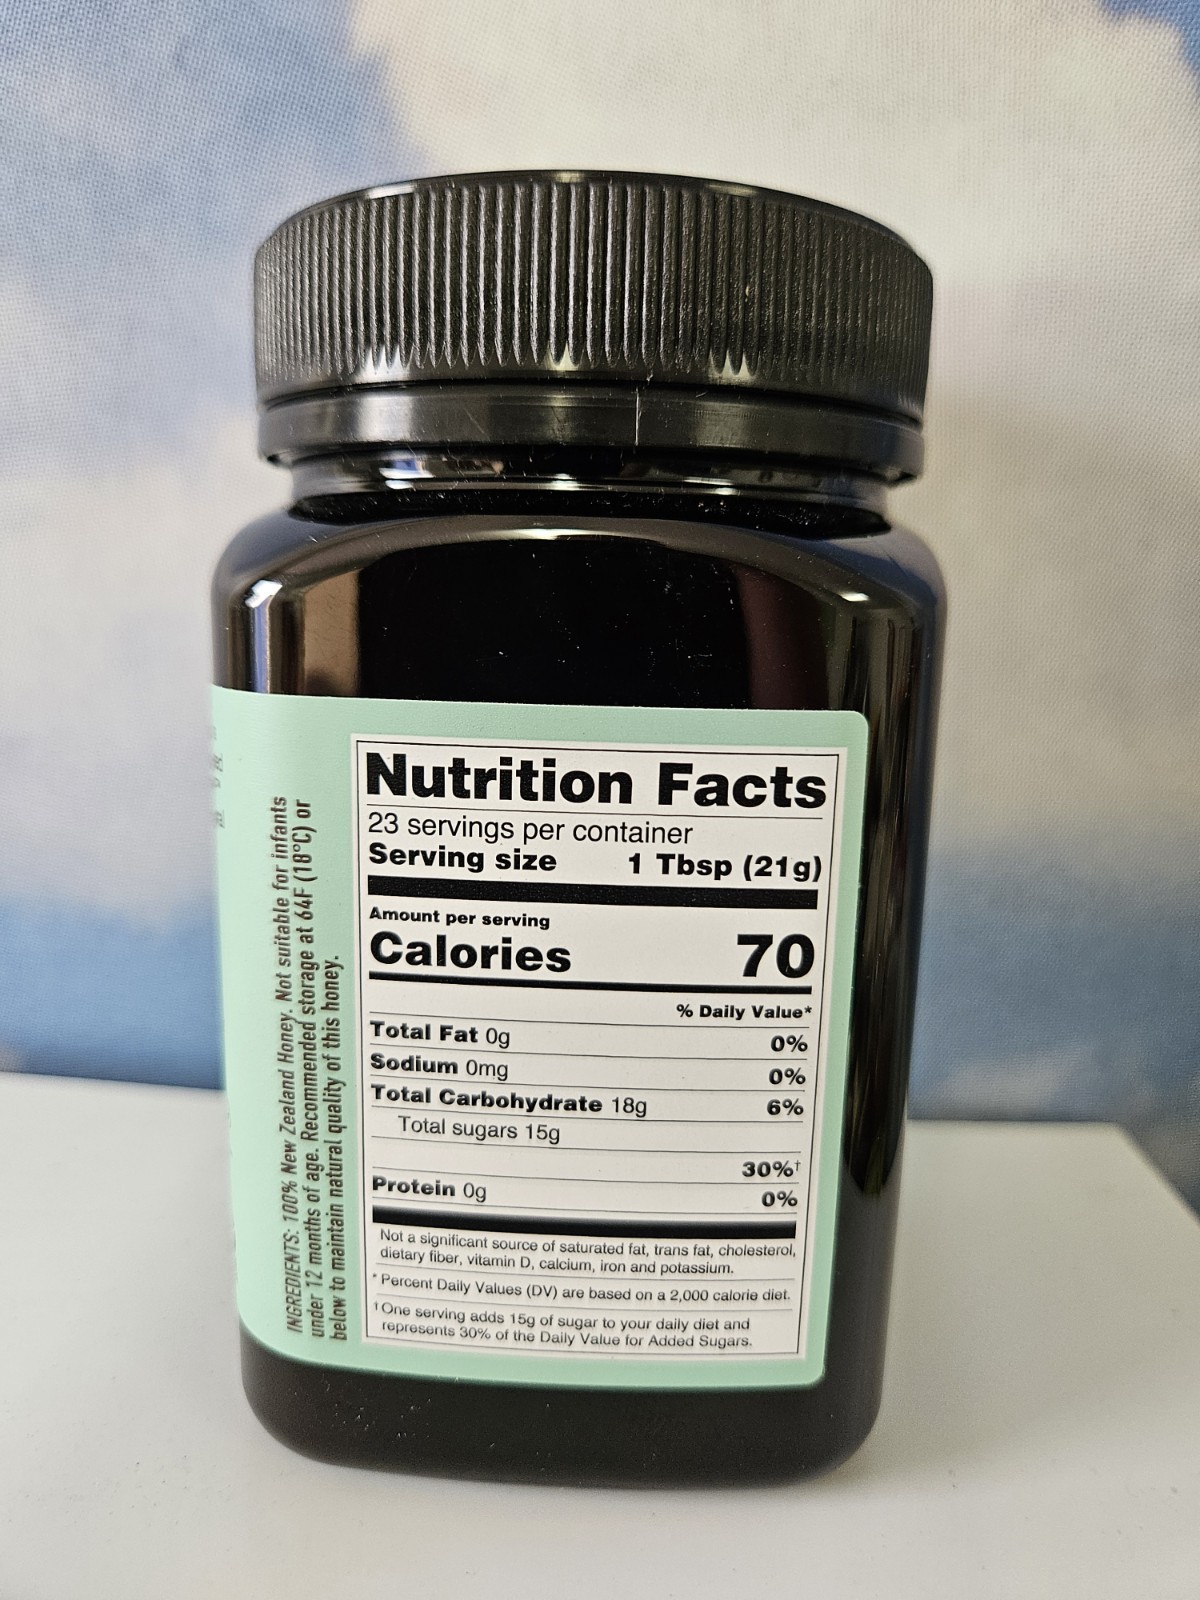 INGREDIENTS: 100% New Zealand Honey. Not suitable for infants
under 12 months of age. Recommended storage at 64F (18°C) or
below to maintain natural quality of this honey.
Nutrition Facts
23 servings per container
Serving size 1 Tbsp (21g)
Amount per serving
Calories 70
% Daily Value*
Total Fat 0g 0%
Sodium 0mg 0%
Total Carbohydrate 18g 6%
Total sugars 15g
30%†
Protein 0g 0%
Not a significant source of saturated fat, trans fat, cholesterol,
dietary fiber, vitamin D, calcium, iron and potassium.
* Percent Daily Values (DV) are based on a 2,000 calorie diet.
† One serving adds 15g of sugar to your daily diet and
represents 30% of the Daily Value for Added Sugars.